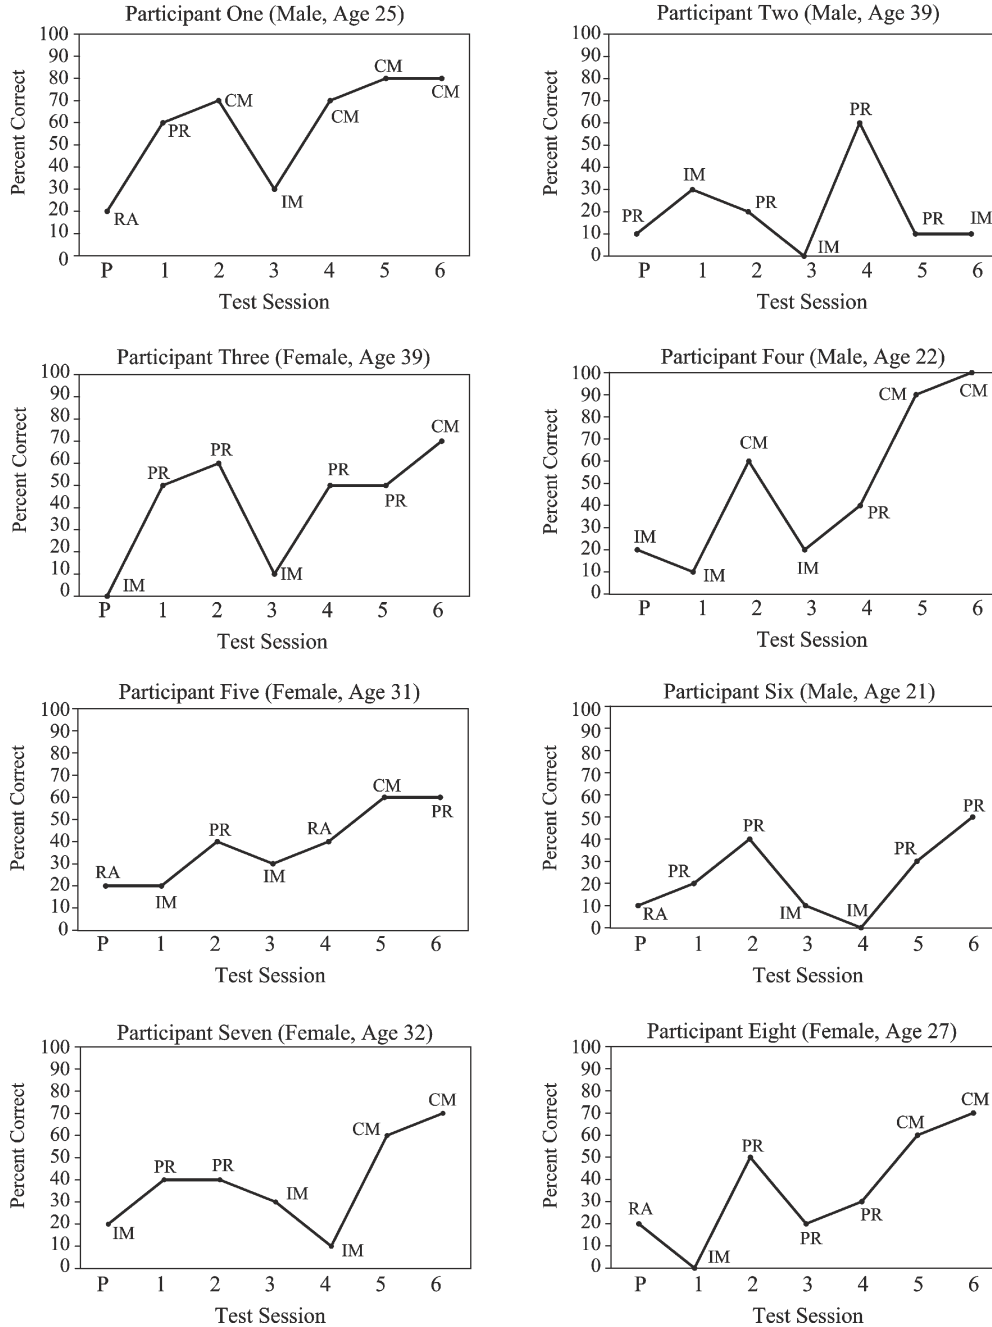 Participant One (Male, Age 25)
Percent Correct
100
90
80
70
60
50
40
30
20
10
0
RA
PR
CM
IM
CM
CM
CM
P 1 2 3 4 5 6
Test Session
Participant Two (Male, Age 39)
Percent Correct
100
90
80
70
60
50
40
30
20
10
0
PR
IM
PR
IM
PR
PR
IM
P 1 2 3 4 5 6
Test Session
Participant Three (Female, Age 39)
Percent Correct
100
90
80
70
60
50
40
30
20
10
0
IM
PR
PR
IM
PR
PR
CM
P 1 2 3 4 5 6
Test Session
Participant Four (Male, Age 22)
Percent Correct
100
90
80
70
60
50
40
30
20
10
0
IM
IM
CM
IM
PR
CM
CM
P 1 2 3 4 5 6
Test Session
Participant Five (Female, Age 31)
Percent Correct
100
90
80
70
60
50
40
30
20
10
0
RA
IM
PR
IM
RA
CM
PR
P 1 2 3 4 5 6
Test Session
Participant Six (Male, Age 21)
Percent Correct
100
90
80
70
60
50
40
30
20
10
0
RA
PR
PR
IM
IM
PR
PR
P 1 2 3 4 5 6
Test Session
Participant Seven (Female, Age 32)
Percent Correct
100
90
80
70
60
50
40
30
20
10
0
IM
PR
PR
IM
IM
CM
CM
P 1 2 3 4 5 6
Test Session
Participant Eight (Female, Age 27)
Percent Correct
100
90
80
70
60
50
40
30
20
10
0
RA
IM
PR
PR
PR
CM
CM
P 1 2 3 4 5 6
Test Session